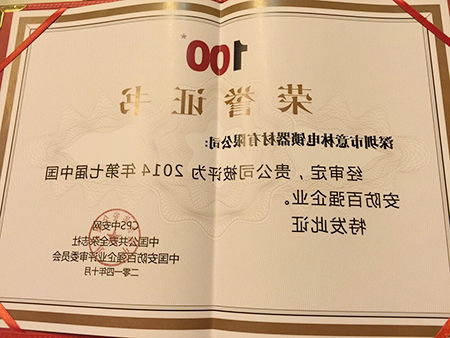 100
荣誉证书
深圳市意林电锁器材有限公司：
经审定，贵公司被评为2014年第七届中国
安防百强企业。
特发此证
CPS中安网
中国公共安全杂志社
中国安防百强企业评审委员会
二零一四年十月